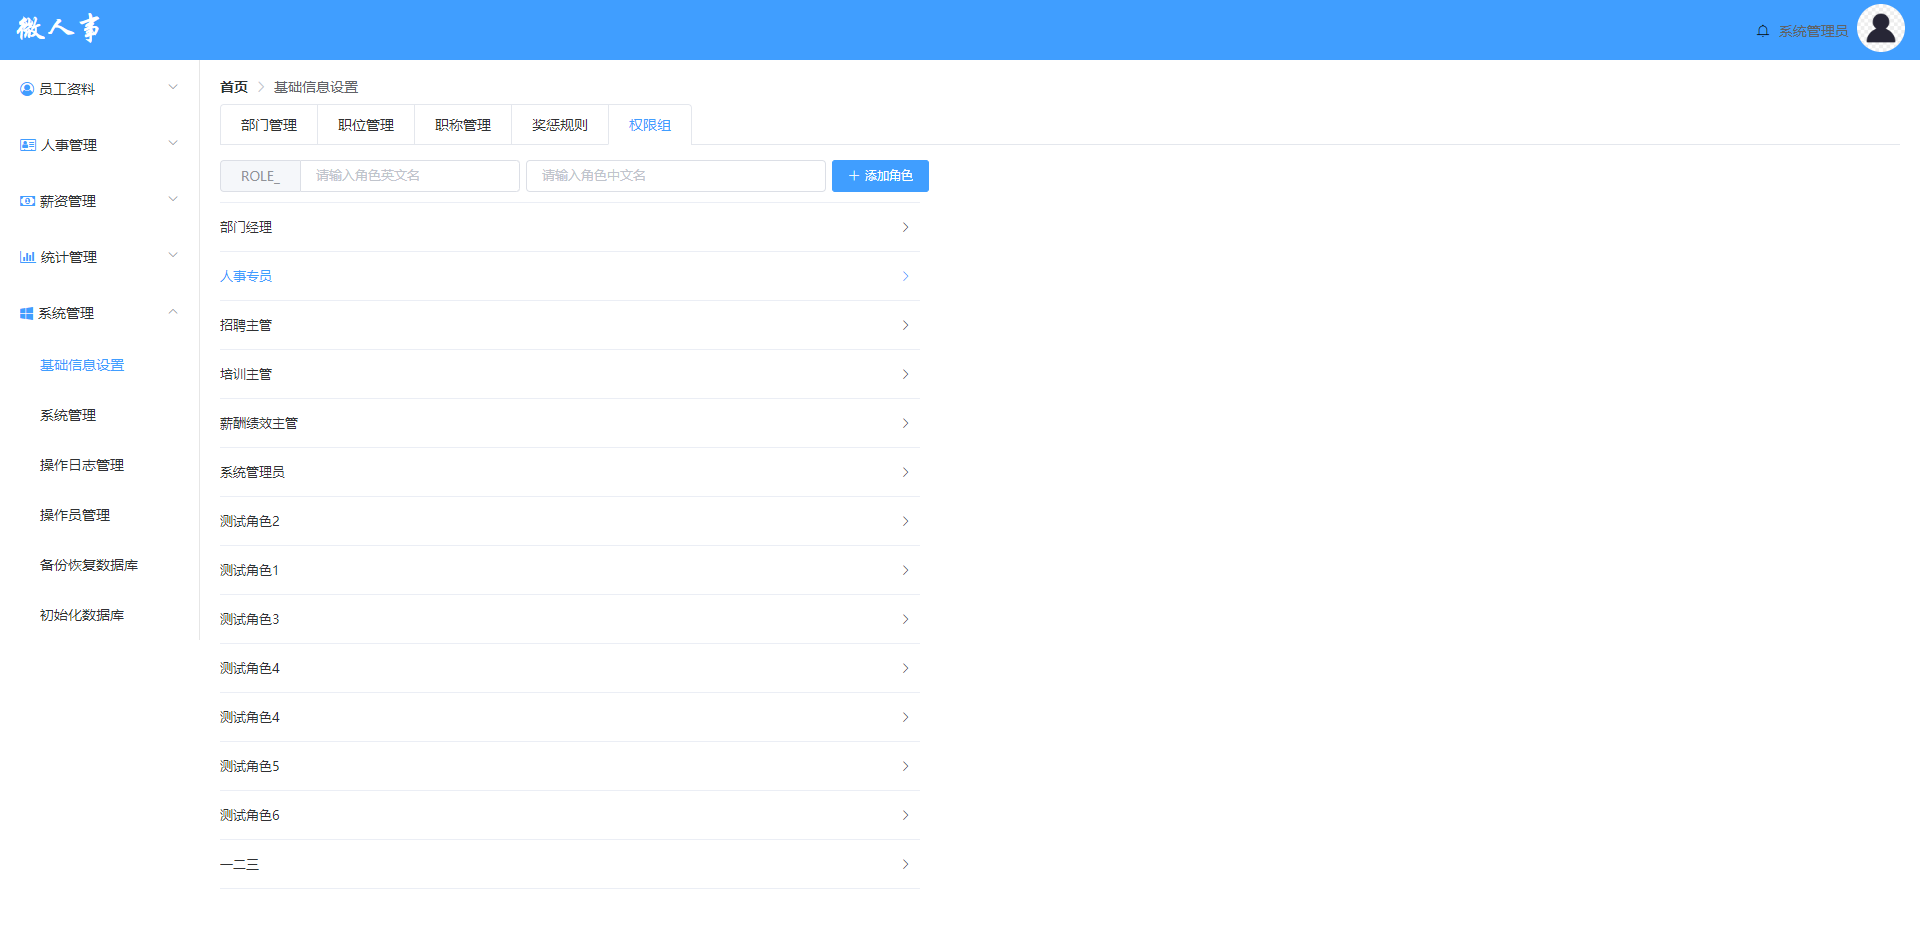 微人事
系统管理员
员工资料
人事管理
薪资管理
统计管理
系统管理
基础信息设置
系统管理
操作日志管理
操作员管理
备份恢复数据库
初始化数据库
首页 > 基础信息设置
部门管理 职位管理 职称管理 奖惩规则 权限组
ROLE_ 请输入角色英文名 请输入角色中文名 + 添加角色
部门经理
人事专员
招聘主管
培训主管
薪酬绩效主管
系统管理员
测试角色2
测试角色1
测试角色3
测试角色4
测试角色4
测试角色5
测试角色6
一二三